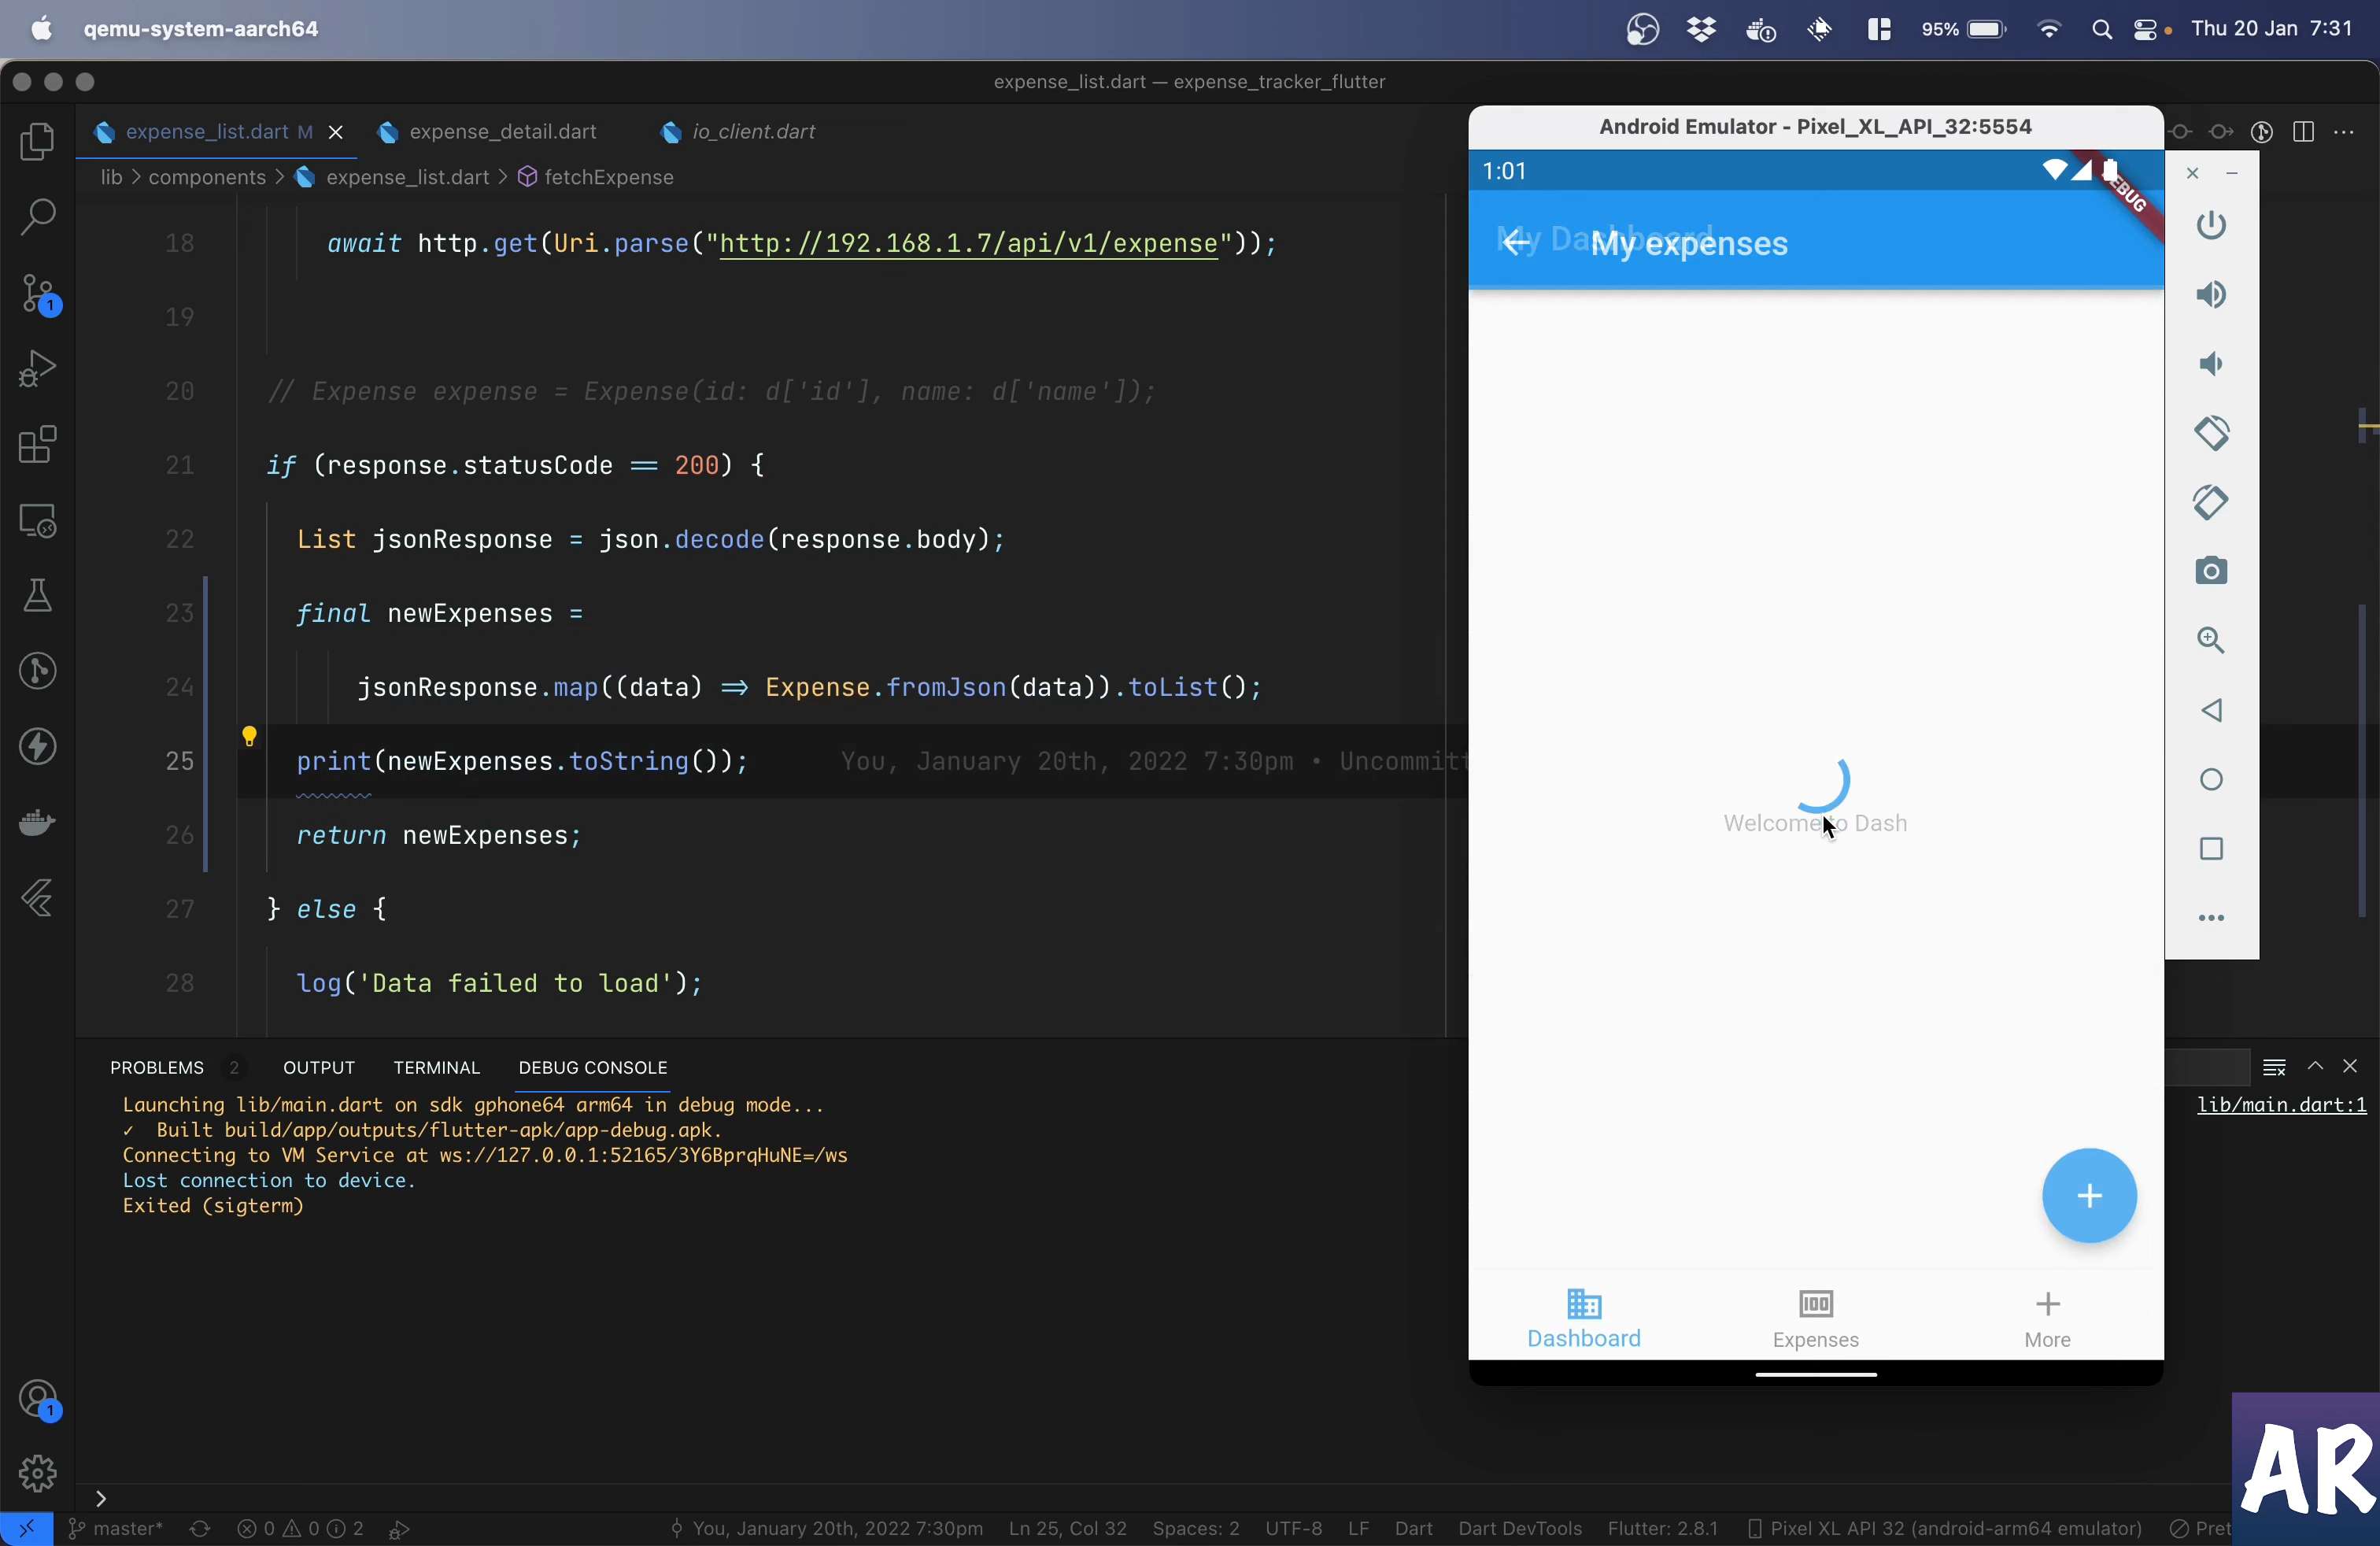 qemu-system-aarch64
95%
Thu 20 Jan 7:31
expense_list.dart — expense_tracker_flutter
expense_list.dart M
expense_detail.dart
io_client.dart
lib > components > expense_list.dart > fetchExpense
18 await http.get(Uri.parse("http://192.168.1.7/api/v1/expense"));
19
20 // Expense expense = Expense(id: d['id'], name: d['name']);
21 if (response.statusCode == 200) {
22 List jsonResponse = json.decode(response.body);
23 final newExpenses =
24 jsonResponse.map((data) => Expense.fromJson(data)).toList();
25 print(newExpenses.toString()); You, January 20th, 2022 7:30pm • Uncommitt
26 return newExpenses;
27 } else {
28 log('Data failed to load');
Android Emulator - Pixel_XL_API_32:5554
1:01
DEBUG
My Dashboard
My expenses
Welcome to Dash
Dashboard
Expenses
More
PROBLEMS 2
OUTPUT
TERMINAL
DEBUG CONSOLE
Launching lib/main.dart on sdk gphone64 arm64 in debug mode...
lib/main.dart:1
✓ Built build/app/outputs/flutter-apk/app-debug.apk.
Connecting to VM Service at ws://127.0.0.1:52165/3Y6BprqHuNE=/ws
Lost connection to device.
Exited (sigterm)
1
1
master*
0 0 2
You, January 20th, 2022 7:30pm
Ln 25, Col 32
Spaces: 2
UTF-8
LF
Dart
Dart DevTools
Flutter: 2.8.1
Pixel XL API 32 (android-arm64 emulator)
Pret
AR